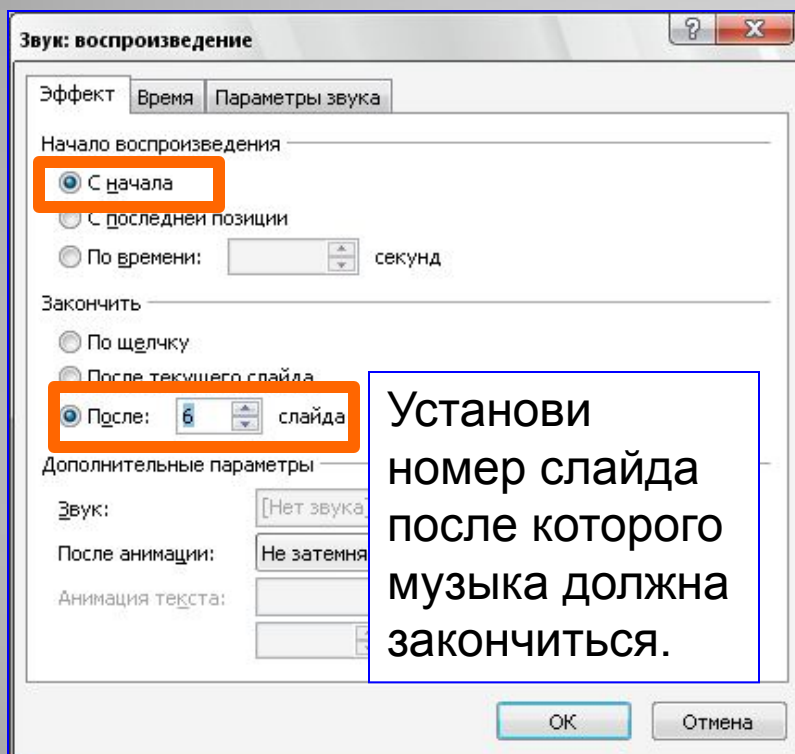 Звук: воспроизведение
Эффект Время Параметры звука
Начало воспроизведения
С начала
С последней позиции
По времени: секунд
Закончить
По щелчку
После текущего слайда
После: 6 слайда
Установи
номер слайда
после которого
музыка должна
закончиться.
Дополнительные параметры
Звук: [Нет звука]
После анимации: Не затемня
Анимация текста:
ОК Отмена